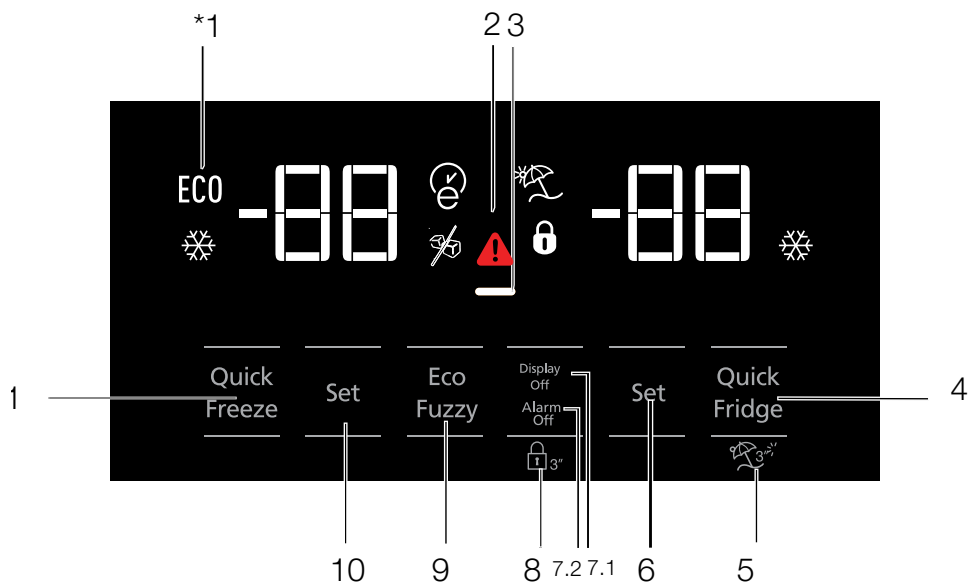 *1 2 3
ECO -88 e -88
1 Quick Freeze Set Eco Fuzzy Display Off Alarm Off Set Quick Fridge 4
3" 3"
10 9 8 7.2 7.1 6 5